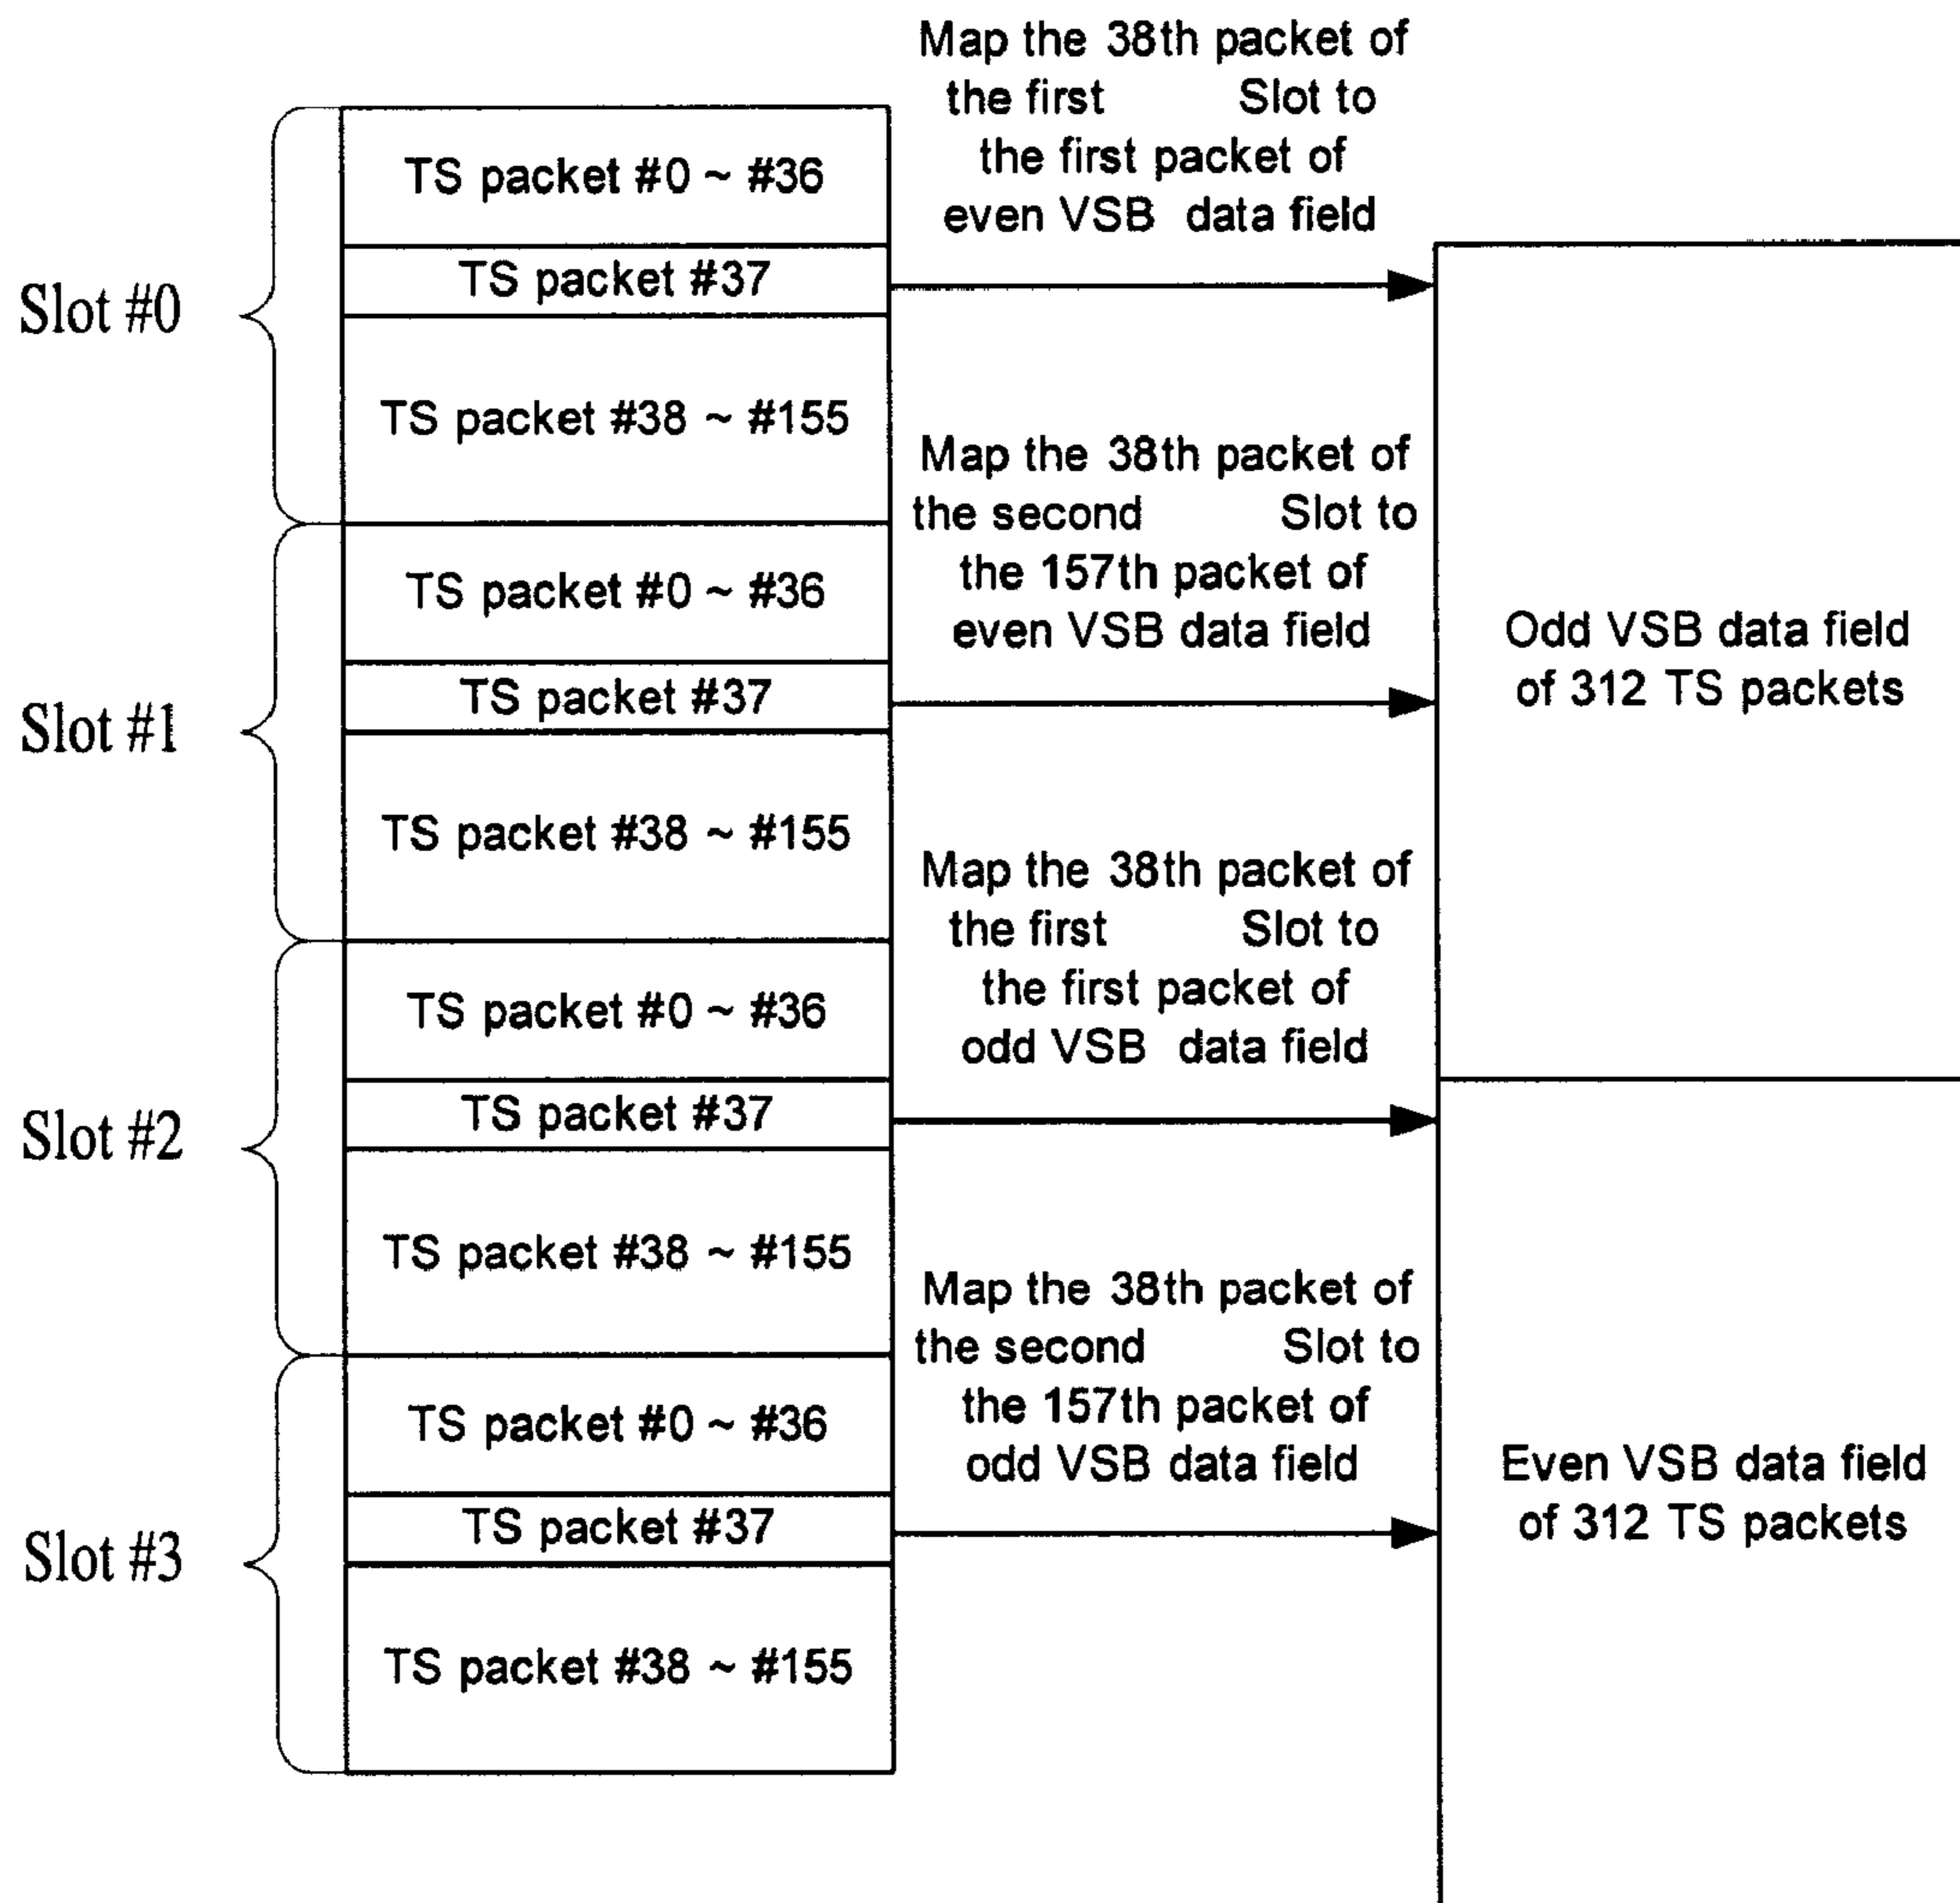 Slot #0
TS packet #0 ~ #36
TS packet #37
TS packet #38 ~ #155
Slot #1
TS packet #0 ~ #36
TS packet #37
TS packet #38 ~ #155
Slot #2
TS packet #0 ~ #36
TS packet #37
TS packet #38 ~ #155
Slot #3
TS packet #0 ~ #36
TS packet #37
TS packet #38 ~ #155
Map the 38th packet of
the first Slot to
the first packet of
even VSB data field
Map the 38th packet of
the second Slot to
the 157th packet of
even VSB data field
Map the 38th packet of
the first Slot to
the first packet of
odd VSB data field
Map the 38th packet of
the second Slot to
the 157th packet of
odd VSB data field
Odd VSB data field
of 312 TS packets
Even VSB data field
of 312 TS packets